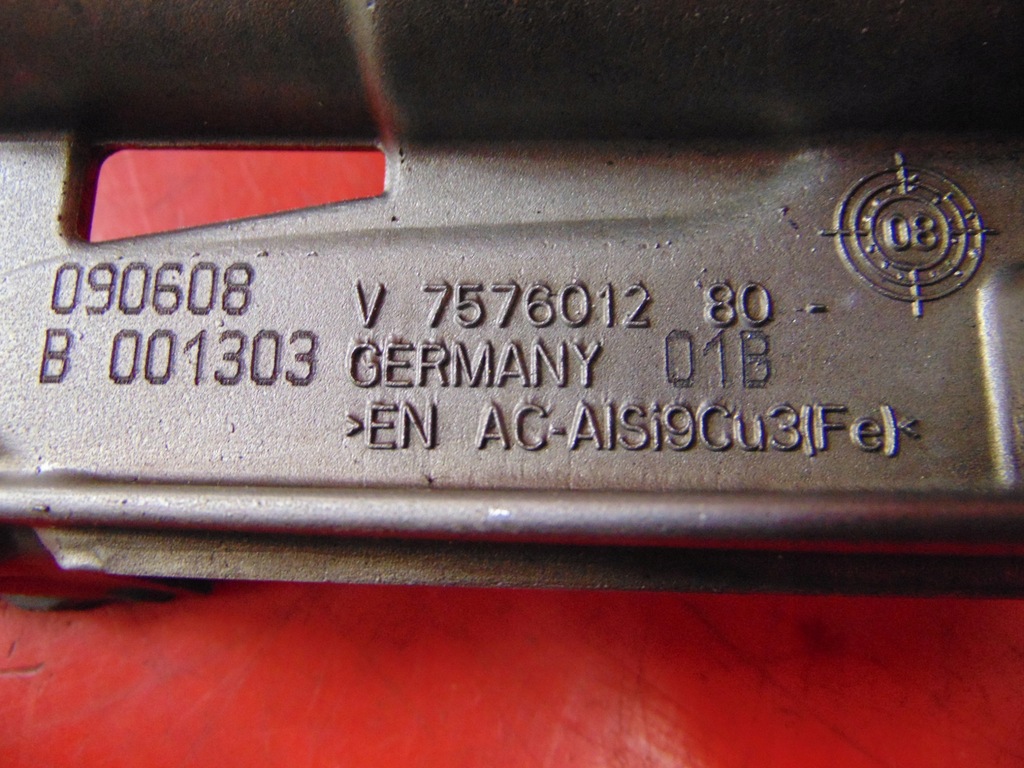 08
090608
V 7576012 80 -
B 001303
GERMANY 01B
>EN AC-AlSi9Cu3(Fe)<